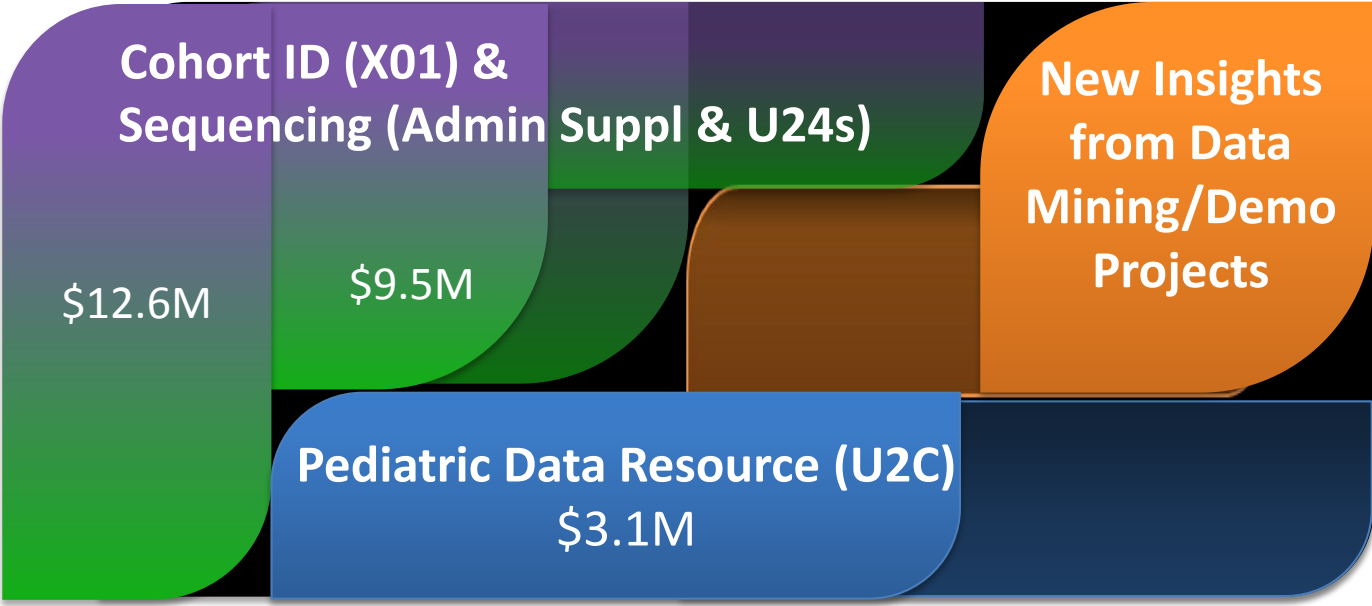 Cohort ID (X01) &
Sequencing (Admin Suppl & U24s)
$12.6M
$9.5M
New Insights
from Data
Mining/Demo
Projects
Pediatric Data Resource (U2C)
$3.1M